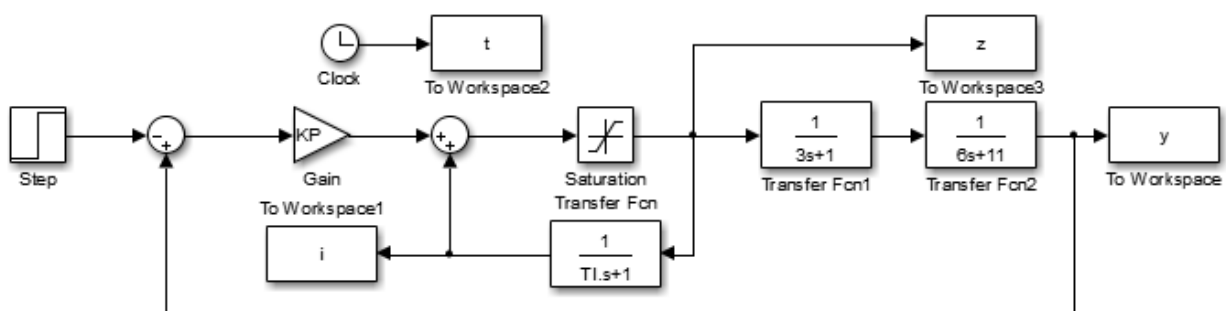 t
z
Clock
To Workspace2
To Workspace3
KP
1
3s+1
1
6s+11
y
Step
Gain
Saturation
Transfer Fcn1
Transfer Fcn2
To Workspace
To Workspace1
Transfer Fcn
i
1
TI.s+1